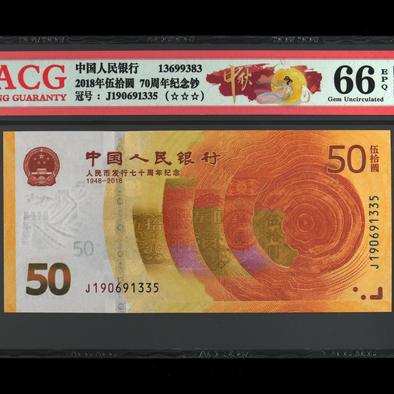 ACG
NG GUARANTY
中国人民银行 13699383
2018年伍拾圆 70周年纪念钞
冠号：J190691335 (☆☆☆)
中秋
66 EPQ
Gem Uncirculated
中国人民银行
人民币发行七十周年纪念
1948-2018
50 伍拾圆
50
伍拾圆
50
J190691335
J190691335